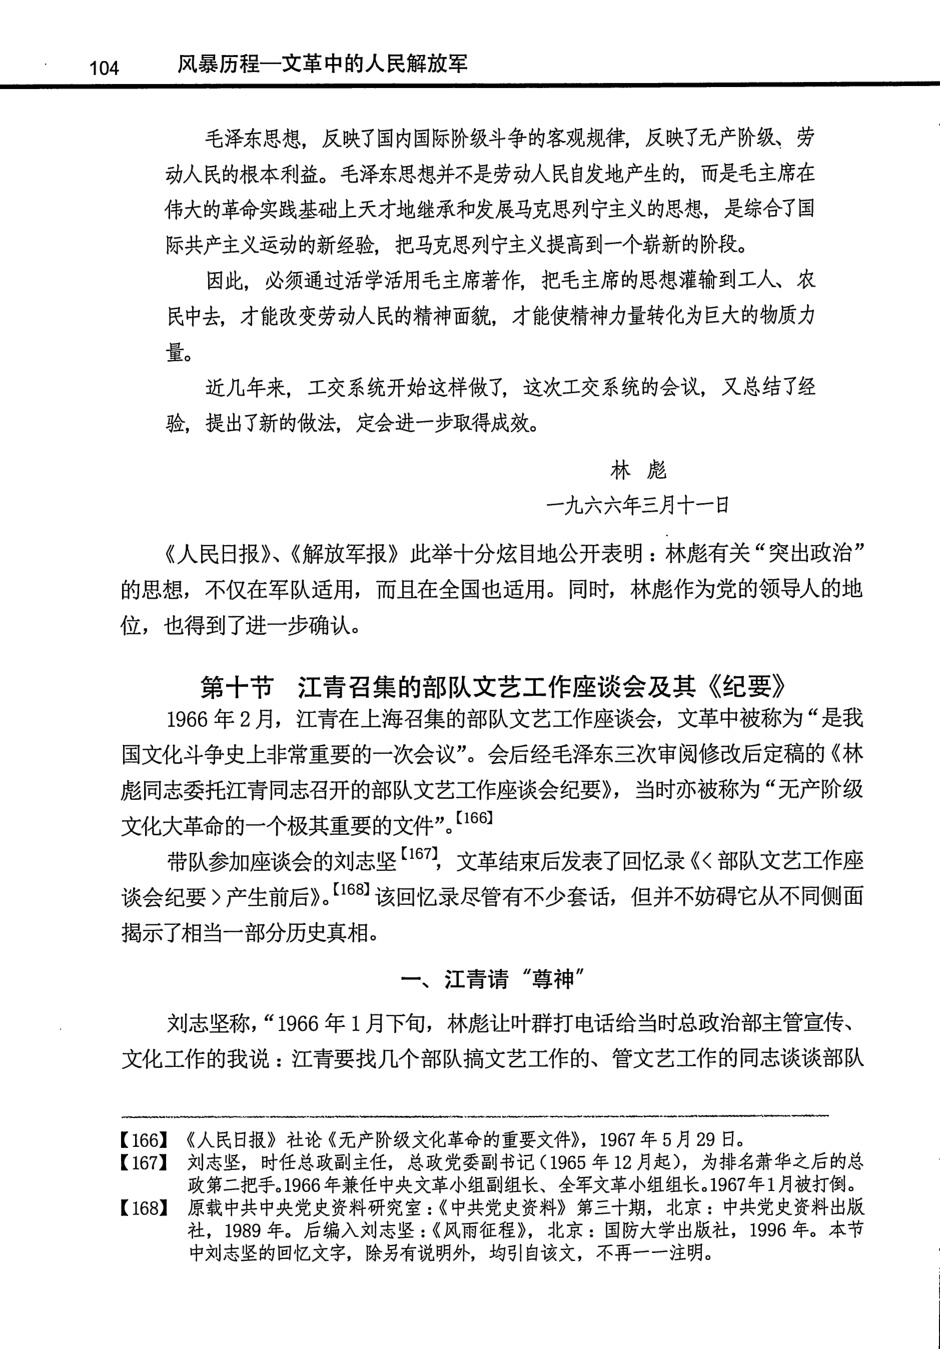 104 风暴历程—文革中的人民解放军
毛泽东思想，反映了国内国际阶级斗争的客观规律，反映了无产阶级、劳
动人民的根本利益。毛泽东思想并不是劳动人民自发地产生的，而是毛主席在
伟大的革命实践基础上天才地继承和发展马克思列宁主义的思想，是综合了国
际共产主义运动的新经验，把马克思列宁主义提高到一个崭新的阶段。
因此，必须通过活学活用毛主席著作，把毛主席的思想灌输到工人、农
民中去，才能改变劳动人民的精神面貌，才能使精神力量转化为巨大的物质力
量。
近几年来，工交系统开始这样做了，这次工交系统的会议，又总结了经
验，提出了新的做法，定会进一步取得成效。
林 彪
一九六六年三月十一日
《人民日报》、《解放军报》此举十分炫目地公开表明：林彪有关“突出政治”
的思想，不仅在军队适用，而且在全国也适用。同时，林彪作为党的领导人的地
位，也得到了进一步确认。
第十节 江青召集的部队文艺工作座谈会及其《纪要》
1966 年 2 月，江青在上海召集的部队文艺工作座谈会，文革中被称为“是我
国文化斗争史上非常重要的一次会议”。会后经毛泽东三次审阅修改后定稿的《林
彪同志委托江青同志召开的部队文艺工作座谈会纪要》，当时亦被称为“无产阶级
文化大革命的一个极其重要的文件”。【166】
带队参加座谈会的刘志坚【167】，文革结束后发表了回忆录《〈部队文艺工作座
谈会纪要〉产生前后》。【168】该回忆录尽管有不少套话，但并不妨碍它从不同侧面
揭示了相当一部分历史真相。
一、江青请“尊神”
刘志坚称，“1966 年 1 月下旬，林彪让叶群打电话给当时总政治部主管宣传、
文化工作的我说：江青要找几个部队搞文艺工作的、管文艺工作的同志谈谈部队
【166】《人民日报》社论《无产阶级文化革命的重要文件》，1967 年 5 月 29 日。
【167】 刘志坚，时任总政副主任，总政党委副书记（1965 年 12 月起），为排名萧华之后的总
政第二把手。1966 年兼任中央文革小组副组长、全军文革小组组长。1967 年 1 月被打倒。
【168】 原载中共中央党史资料研究室：《中共党史资料》第三十期，北京：中共党史资料出版
社，1989 年。后编入刘志坚：《风雨征程》，北京：国防大学出版社，1996 年。本节
中刘志坚的回忆文字，除另有说明外，均引自该文，不再一一注明。